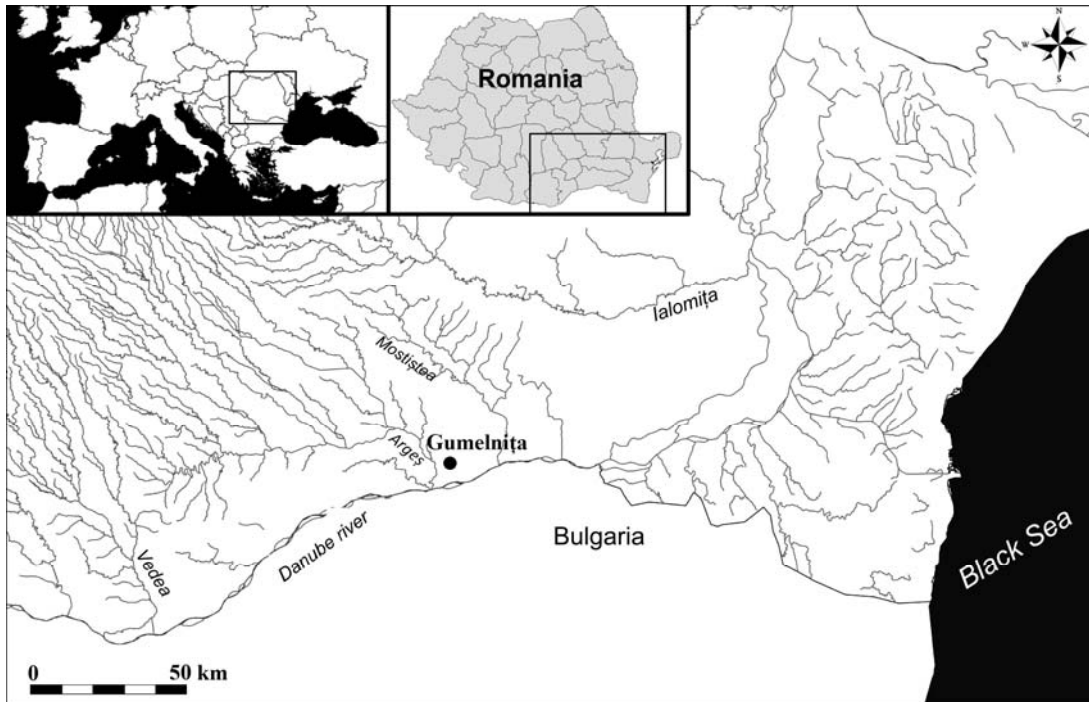 N
W
E
S
Romania
Ialomița
Mostiștea
Argeș
Gumelnița
Bulgaria
Danube river
Vedea
Black Sea
0 50 km